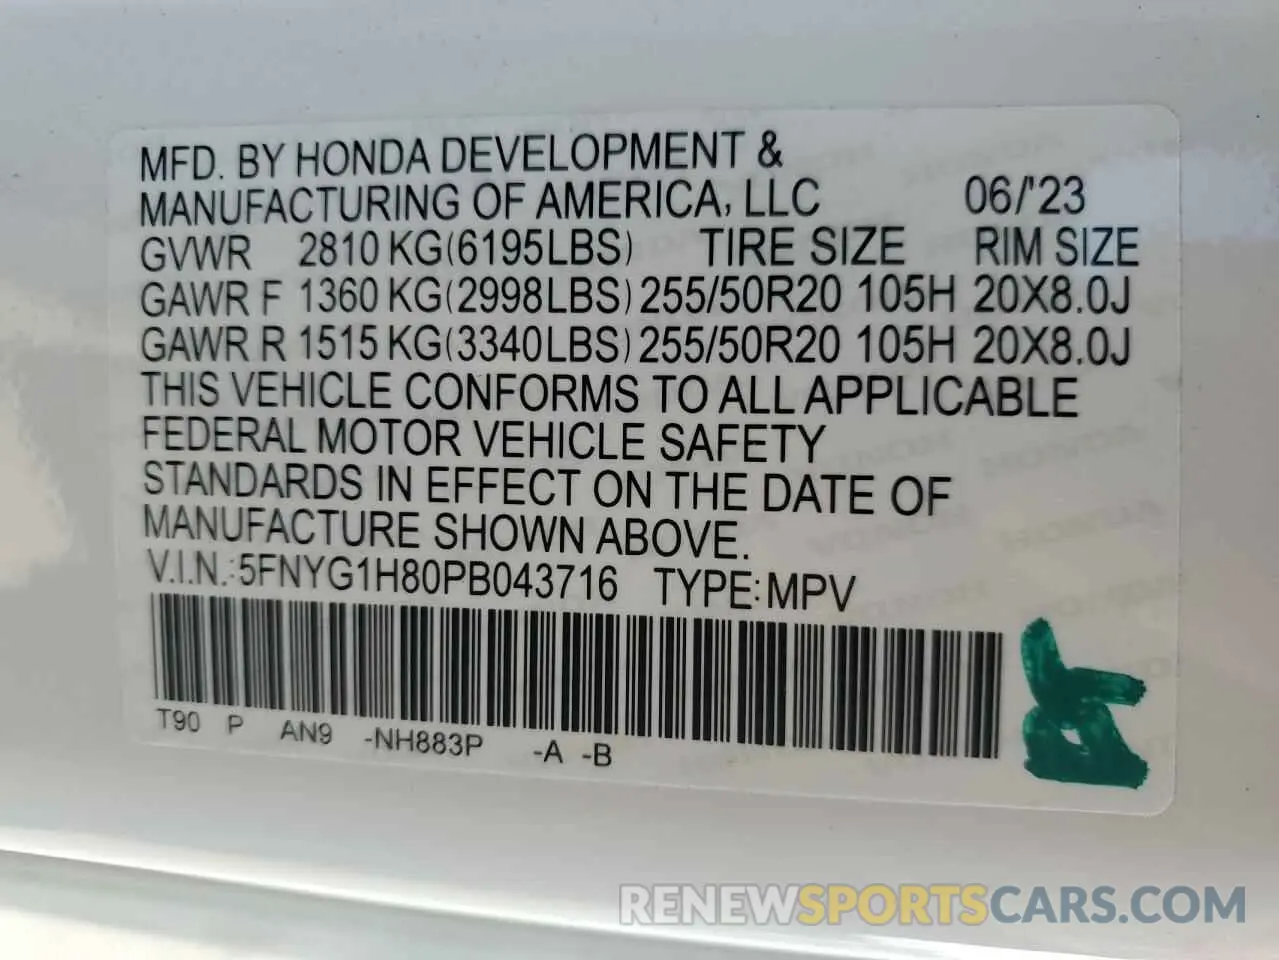 MFD. BY HONDA DEVELOPMENT &
MANUFACTURING OF AMERICA, LLC 06/'23
GVWR 2810 KG(6195LBS) TIRE SIZE RIM SIZE
GAWR F 1360 KG(2998LBS) 255/50R20 105H 20X8.0J
GAWR R 1515 KG(3340LBS) 255/50R20 105H 20X8.0J
THIS VEHICLE CONFORMS TO ALL APPLICABLE
FEDERAL MOTOR VEHICLE SAFETY
STANDARDS IN EFFECT ON THE DATE OF
MANUFACTURE SHOWN ABOVE.
V.I.N.:5FNYG1H80PB043716 TYPE:MPV
T90 P AN9 -NH883P -A -B
RENEWSPORTSCARS.COM